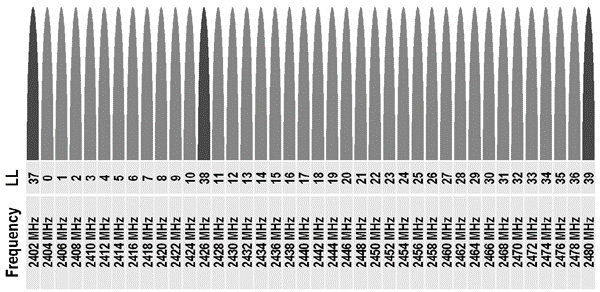 LL 37 0 1 2 3 4 5 6 7 8 9 10 38 11 12 13 14 15 16 17 18 19 20 21 22 23 24 25 26 27 28 29 30 31 32 33 34 35 36 39
Frequency 2402 MHz 2404 MHz 2406 MHz 2408 MHz 2410 MHz 2412 MHz 2414 MHz 2416 MHz 2418 MHz 2420 MHz 2422 MHz 2424 MHz 2426 MHz 2428 MHz 2430 MHz 2432 MHz 2434 MHz 2436 MHz 2438 MHz 2440 MHz 2442 MHz 2444 MHz 2446 MHz 2448 MHz 2450 MHz 2452 MHz 2454 MHz 2456 MHz 2458 MHz 2460 MHz 2462 MHz 2464 MHz 2466 MHz 2468 MHz 2470 MHz 2472 MHz 2474 MHz 2476 MHz 2478 MHz 2480 MHz